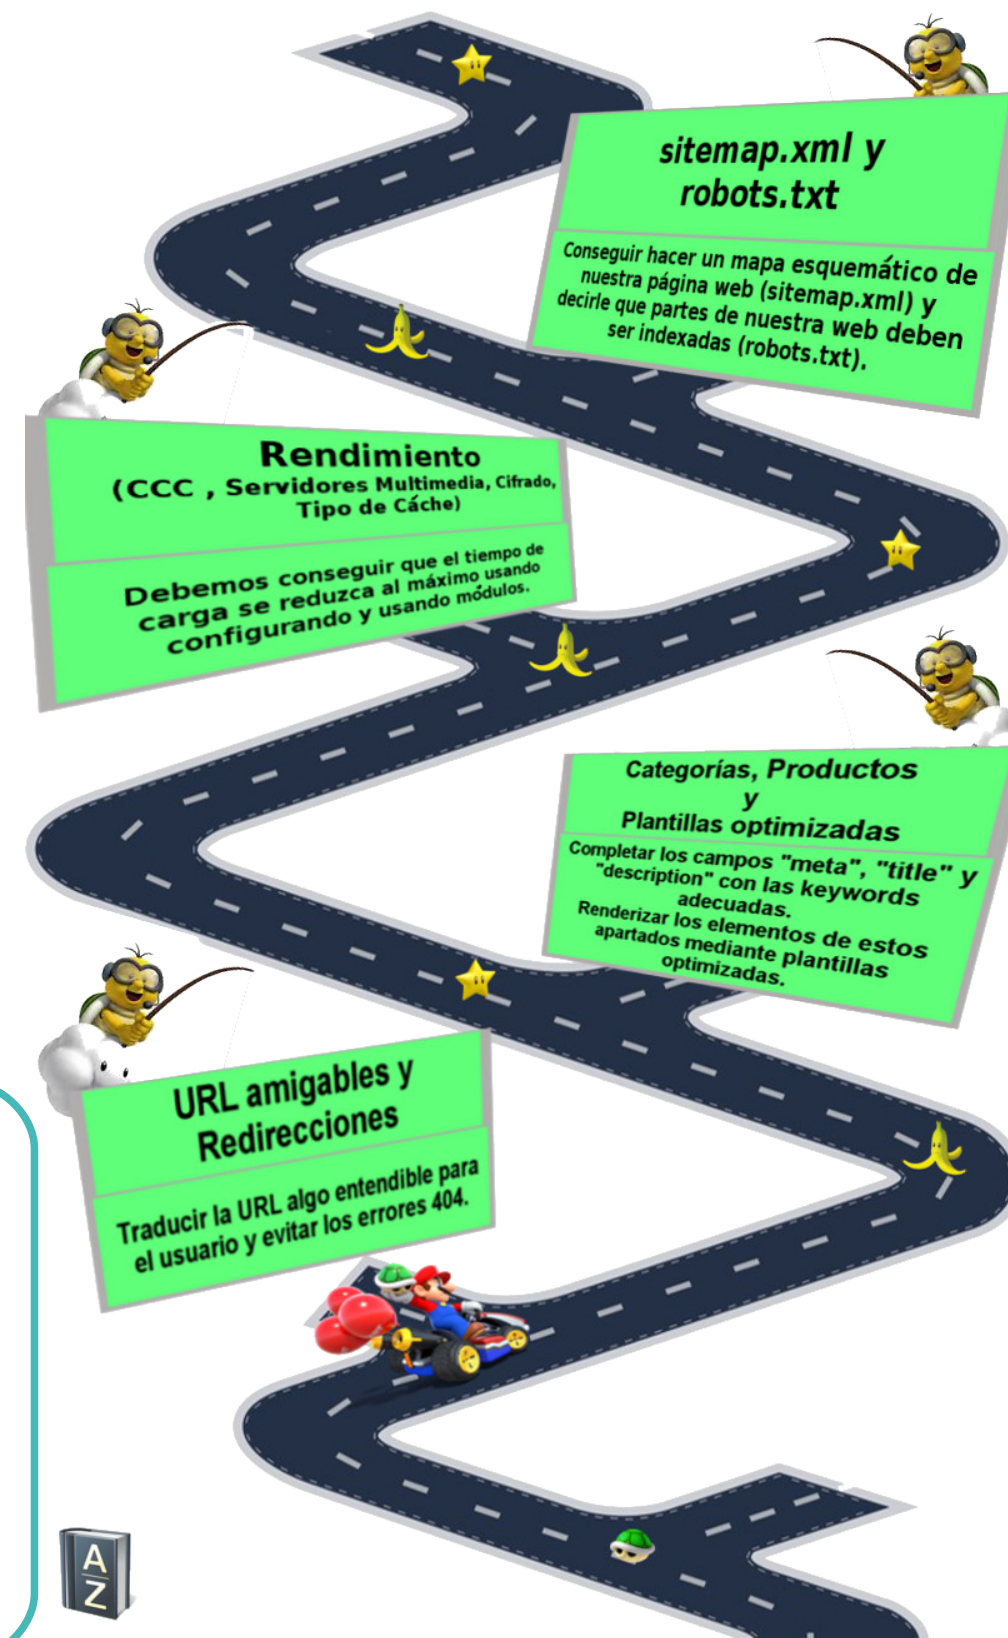 sitemap.xml y
robots.txt
Conseguir hacer un mapa esquemático de
nuestra página web (sitemap.xml) y
decirle que partes de nuestra web deben
ser indexadas (robots.txt).
Rendimiento
(CCC , Servidores Multimedia, Cifrado,
Tipo de Cáche)
Debemos conseguir que el tiempo de
carga se reduzca al máximo usando
configurando y usando módulos.
Categorías, Productos
y
Plantillas optimizadas
Completar los campos "meta", "title" y
"description" con las keywords
adecuadas.
Renderizar los elementos de estos
apartados mediante plantillas
optimizadas.
URL amigables y
Redirecciones
Traducir la URL algo entendible para
el usuario y evitar los errores 404.
A
Z